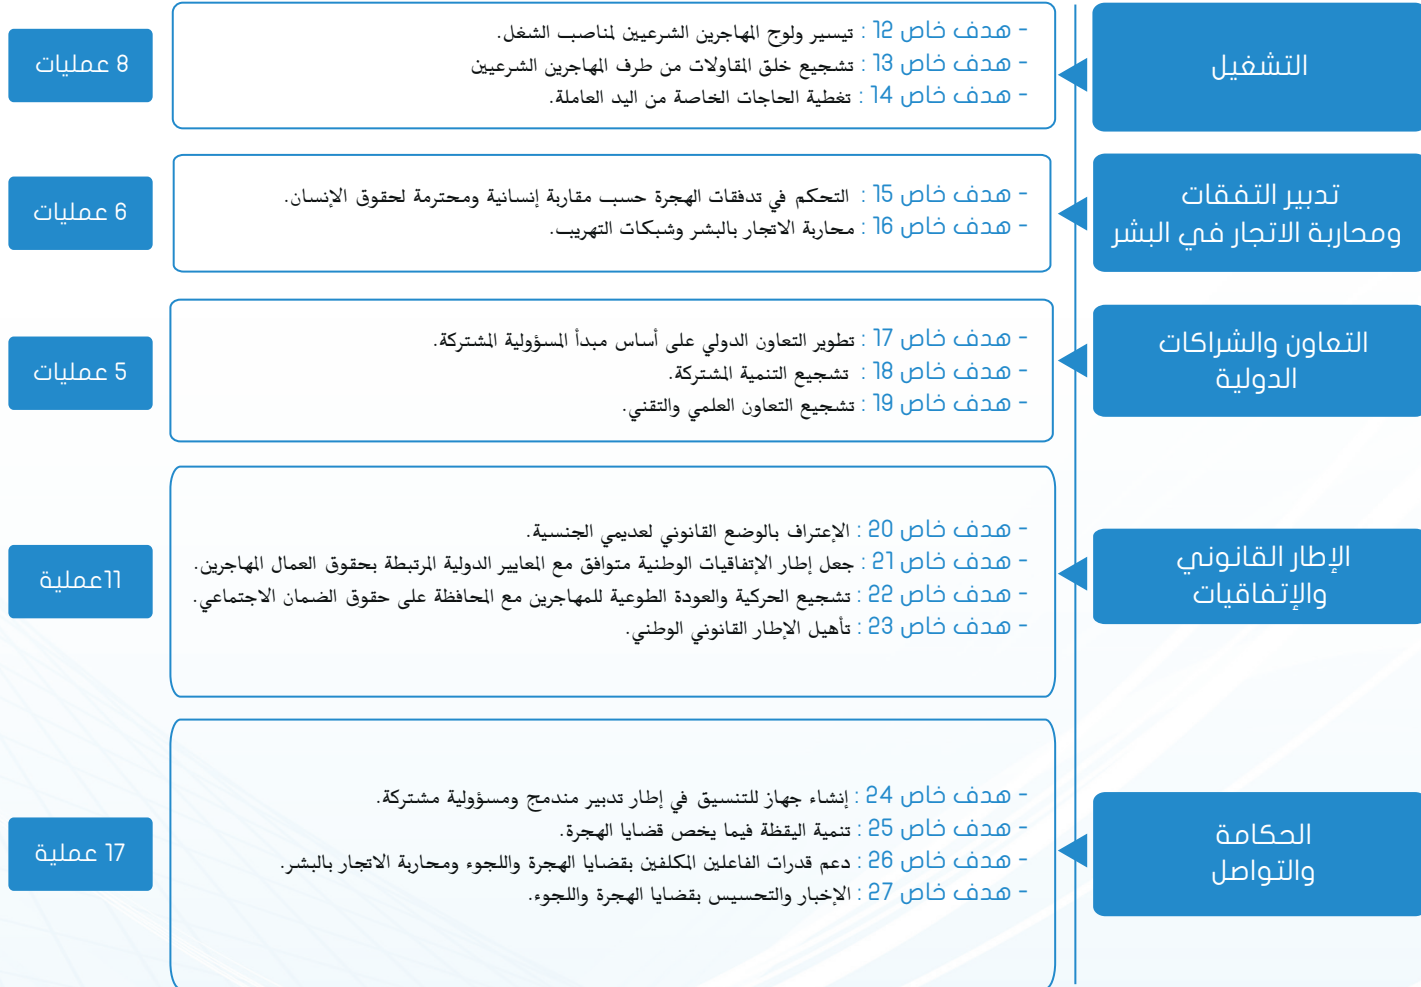 التشغيل
- هدف خاص 12 : تيسير ولوج المهاجرين الشرعيين لمناصب الشغل.
- هدف خاص 13 : تشجيع خلق المقاولات من طرف المهاجرين الشرعيين
- هدف خاص 14 : تغطية الحاجات الخاصة من اليد العاملة.
8 عمليات
تدبير التفقات
ومحاربة الاتجار في البشر
- هدف خاص 15 : التحكم في تدفقات الهجرة حسب مقاربة إنسانية ومحترمة لحقوق الإنسان.
- هدف خاص 16 : محاربة الاتجار بالبشر وشبكات التهريب.
6 عمليات
التعاون والشراكات
الدولية
- هدف خاص 17 : تطوير التعاون الدولي على أساس مبدأ المسؤولية المشتركة.
- هدف خاص 18 : تشجيع التنمية المشتركة.
- هدف خاص 19 : تشجيع التعاون العلمي والتقني.
5 عمليات
الإطار القانوني
والإتفاقيات
- هدف خاص 20 : الإعتراف بالوضع القانوني لعديمي الجنسية.
- هدف خاص 21 : جعل إطار الإتفاقيات الوطنية متوافق مع المعايير الدولية المرتبطة بحقوق العمال المهاجرين.
- هدف خاص 22 : تشجيع الحركية والعودة الطوعية للمهاجرين مع المحافظة على حقوق الضمان الاجتماعي.
- هدف خاص 23 : تأهيل الإطار القانوني الوطني.
11عملية
الحكامة
والتواصل
- هدف خاص 24 : إنشاء جهاز للتنسيق في إطار تدبير مندمج ومسؤولية مشتركة.
- هدف خاص 25 : تنمية اليقظة فيما يخص قضايا الهجرة.
- هدف خاص 26 : دعم قدرات الفاعلين المكلفين بقضايا الهجرة واللجوء ومحاربة الاتجار بالبشر.
- هدف خاص 27 : الإخبار والتحسيس بقضايا الهجرة واللجوء.
17 عملية